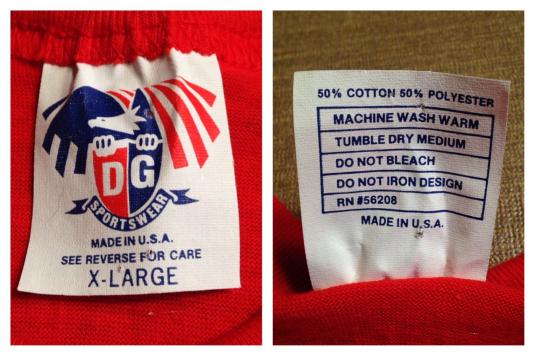 DG
SPORTSWEAR
MADE IN U.S.A.
SEE REVERSE FOR CARE
X-LARGE
50% COTTON 50% POLYESTER
MACHINE WASH WARM
TUMBLE DRY MEDIUM
DO NOT BLEACH
DO NOT IRON DESIGN
RN #56208
MADE IN U.S.A.